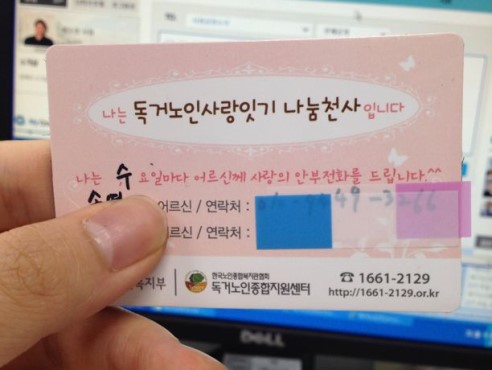 나는 독거노인사랑잇기 나눔천사입니다
나는 수 요일마다 어르신께 사랑의 안부전화를 드립니다^^
어르신 / 연락처 :
르신 / 연락처 :
복지부
한국노인종합복지관협회
독거노인종합지원센터
☎ 1661-2129
http://1661-2129.or.kr
DELL